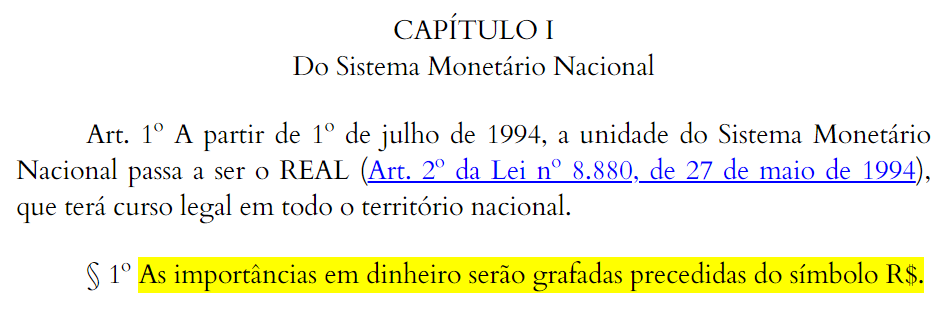 CAPÍTULO I
Do Sistema Monetário Nacional
Art. 1º A partir de 1º de julho de 1994, a unidade do Sistema Monetário
Nacional passa a ser o REAL (Art. 2º da Lei nº 8.880, de 27 de maio de 1994),
que terá curso legal em todo o território nacional.
§ 1º As importâncias em dinheiro serão grafadas precedidas do símbolo R$.